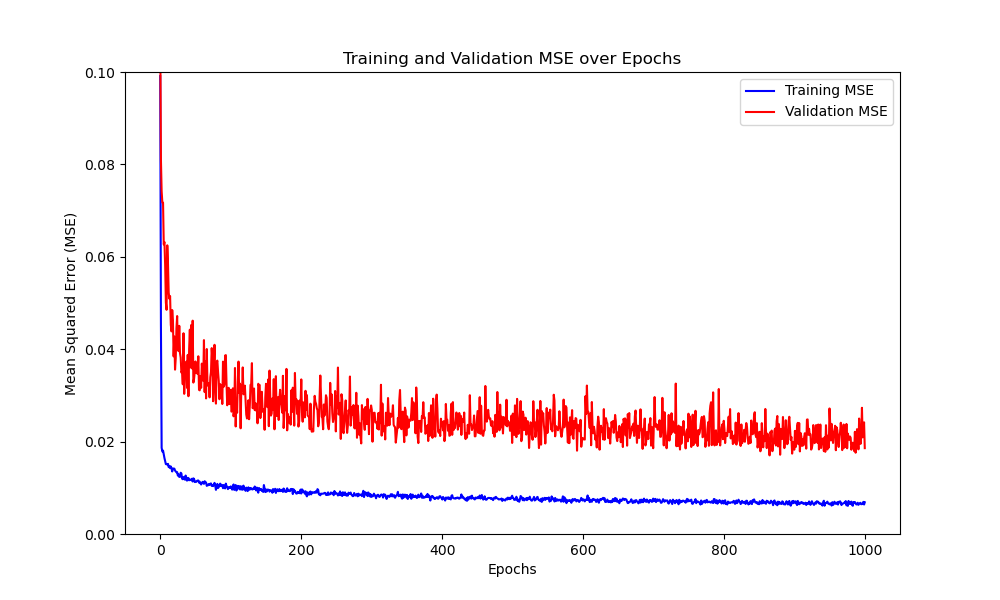 Training and Validation MSE over Epochs
Training MSE
Validation MSE
Mean Squared Error (MSE)
0.10
0.08
0.06
0.04
0.02
0.00
0 200 400 600 800 1000
Epochs